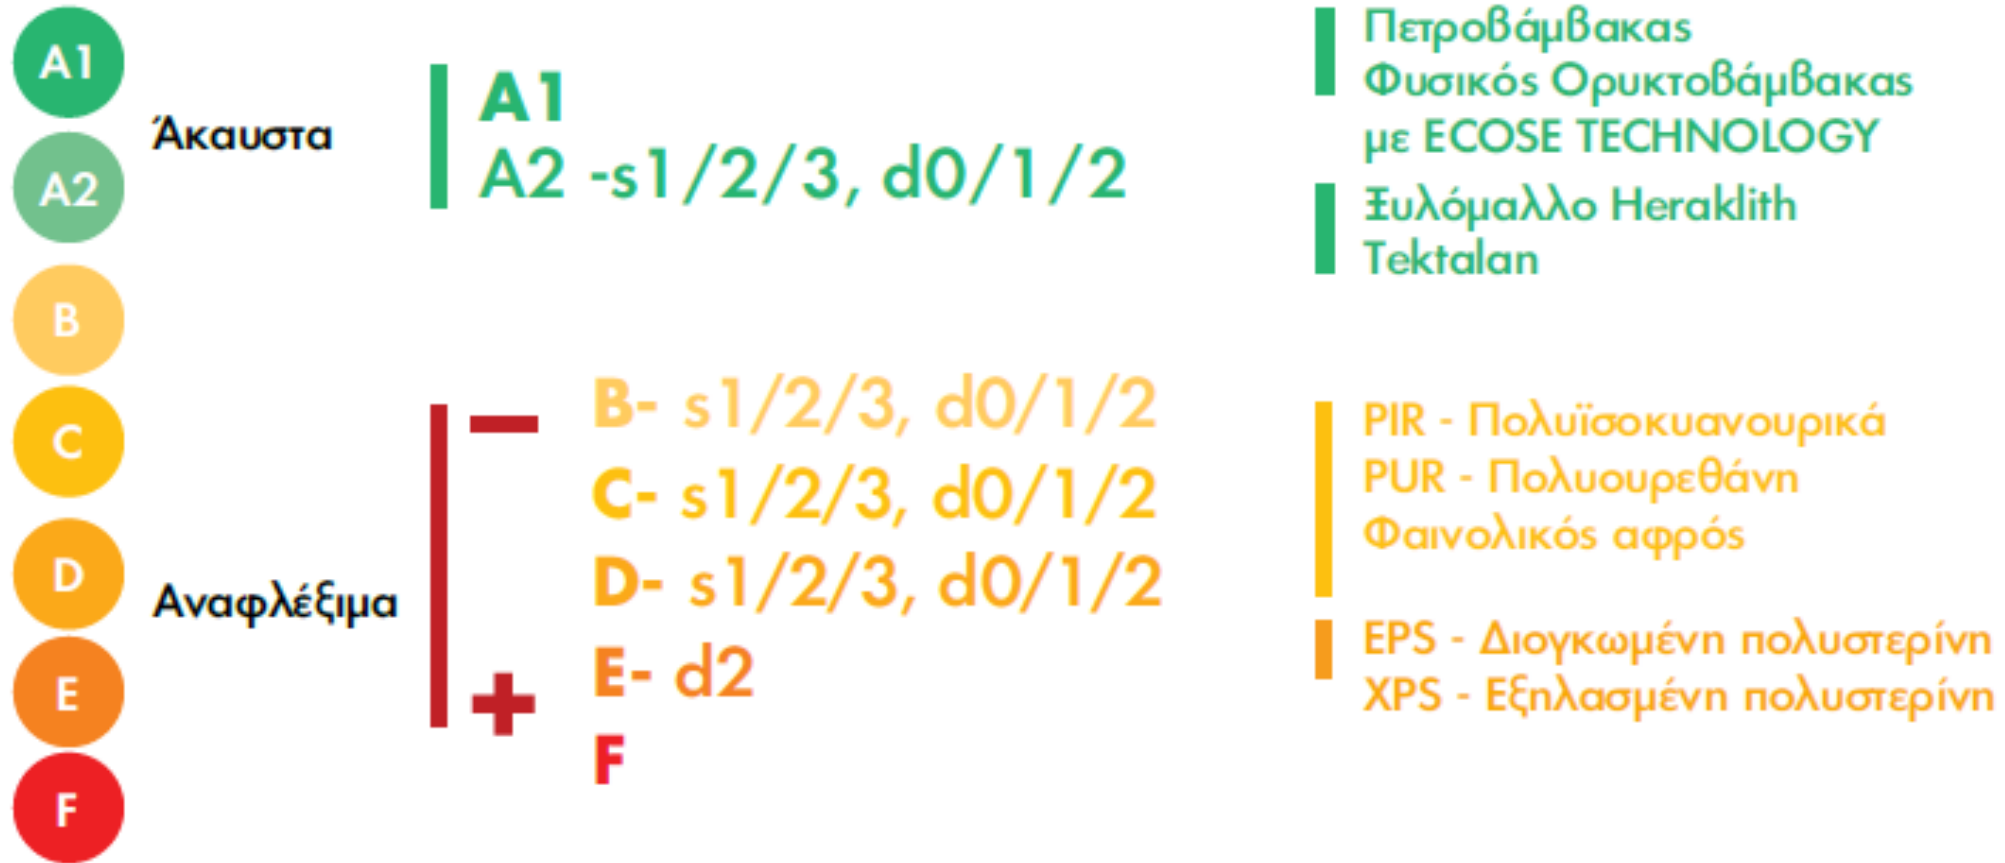 A1
A2
B
C
D
E
F
Άκαυστα
Αναφλέξιμα
A1
A2 -s1/2/3, d0/1/2
B- s1/2/3, d0/1/2
C- s1/2/3, d0/1/2
D- s1/2/3, d0/1/2
E- d2
F
Πετροβάμβακας
Φυσικός Ορυκτοβάμβακας
με ECOSE TECHNOLOGY
Ξυλόμαλλο Heraklith
Tektalan
PIR - Πολυϊσοκυανουρικά
PUR - Πολυουρεθάνη
Φαινολικός αφρός
EPS - Διογκωμένη πολυστερίνη
XPS - Εξηλασμένη πολυστερίνη